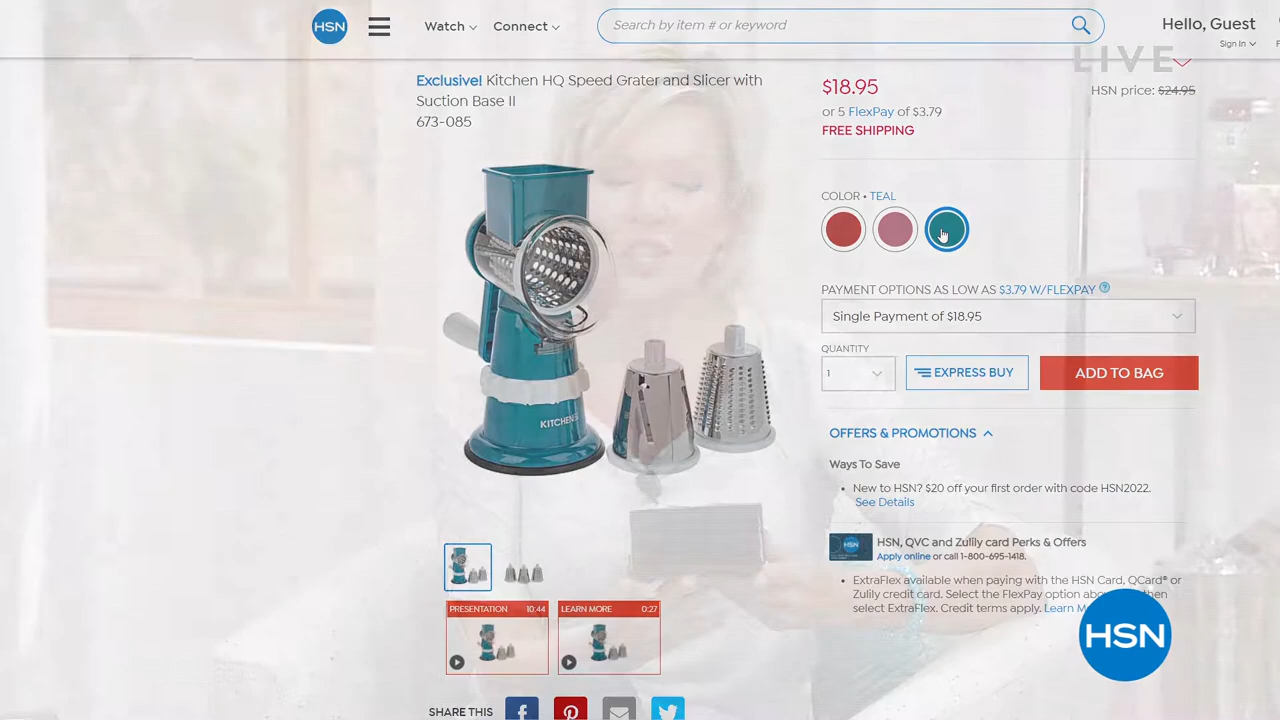 HSN
Watch
Connect
Search by item # or keyword
Hello, Guest
Sign In
LIVE
Exclusive! Kitchen HQ Speed Grater and Slicer with
Suction Base II
673-085
$18.95
HSN price: $24.95
or 5 FlexPay of $3.79
FREE SHIPPING
COLOR • TEAL
PAYMENT OPTIONS AS LOW AS $3.79 W/FLEXPAY ?
Single Payment of $18.95
QUANTITY
1
EXPRESS BUY
ADD TO BAG
KITCHEN
OFFERS & PROMOTIONS
Ways To Save
• New to HSN? $20 off your first order with code HSN2022.
See Details
HSN
HSN, QVC and Zulily card Perks & Offers
Apply online or call 1-800-695-1418.
• ExtraFlex available when paying with the HSN Card, QCard® or
Zulily credit card. Select the FlexPay option abo then
select ExtraFlex. Credit terms apply. Learn M
HSN
PRESENTATION 10:44
LEARN MORE 0:27
SHARE THIS